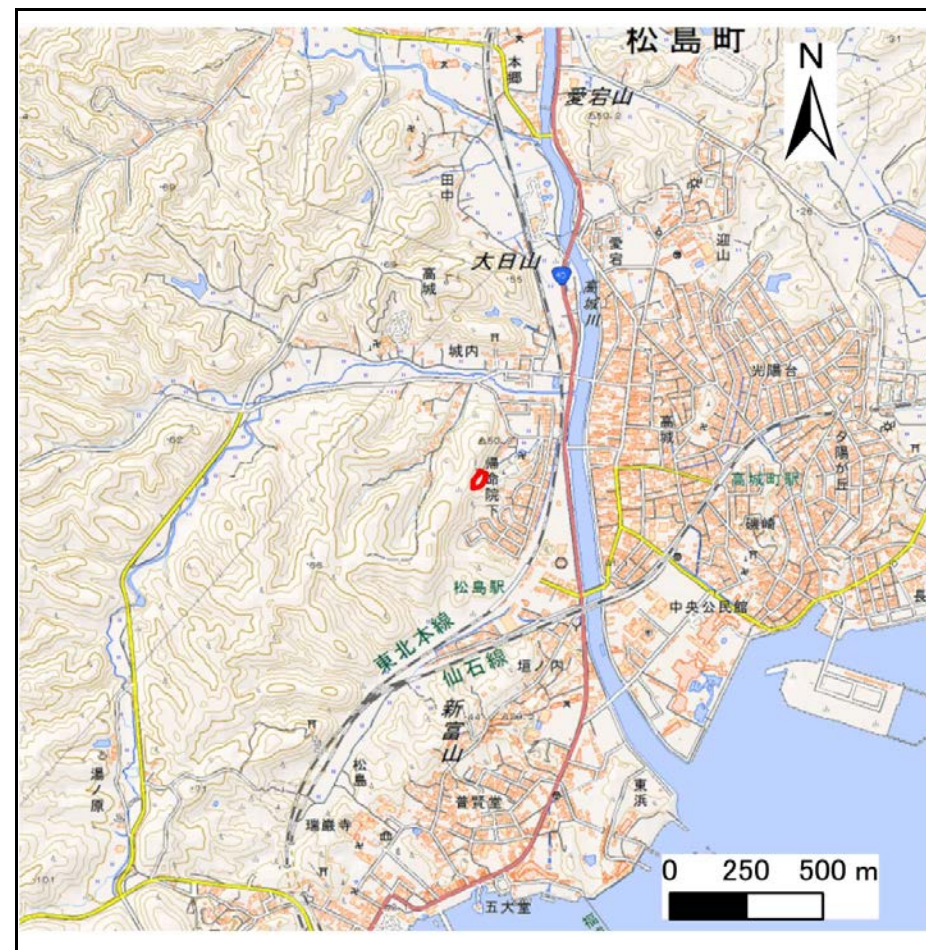 松島町
N
本郷
愛宕山
田中
愛宕
迎山
大日山
45
高城
高城川
城内
光陽台
高城
夕陽が丘
帰命院下
高城町駅
磯崎
松島駅
中央公民館
長
東北本線
仙石線
垣ノ内
新富山
松島
湯ノ原
普賢堂
東浜
瑞巌寺
五大堂
福
0 250 500 m